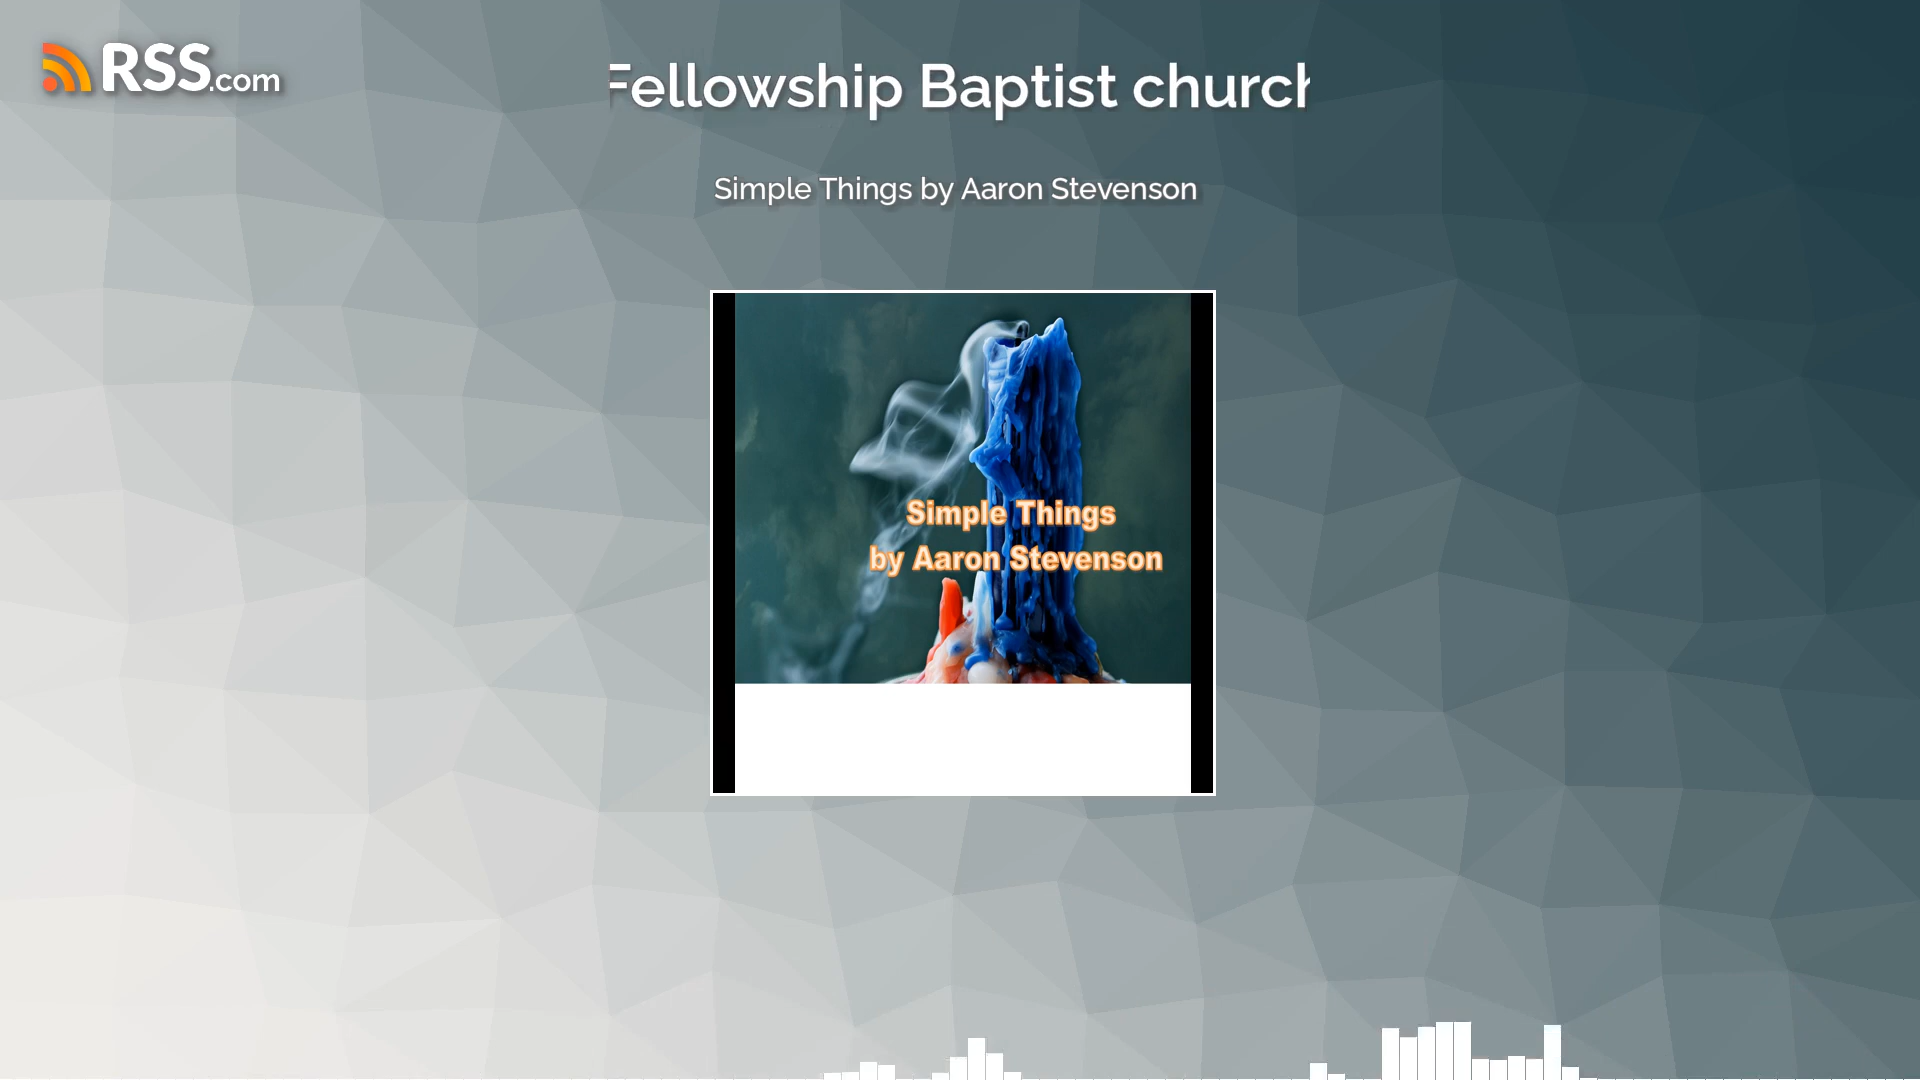 RSS.com
Fellowship Baptist church
Simple Things by Aaron Stevenson
Simple Things
by Aaron Stevenson